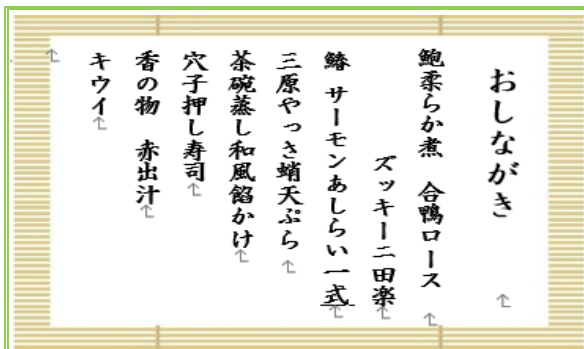 おしながき
鮑柔らか煮　合鴨ロース
ズッキーニ田楽
鰆　サーモンあしらい一式
三原やっさ蛸天ぷら
茶碗蒸し和風餡かけ
穴子押し寿司
香の物　赤出汁
キウイ